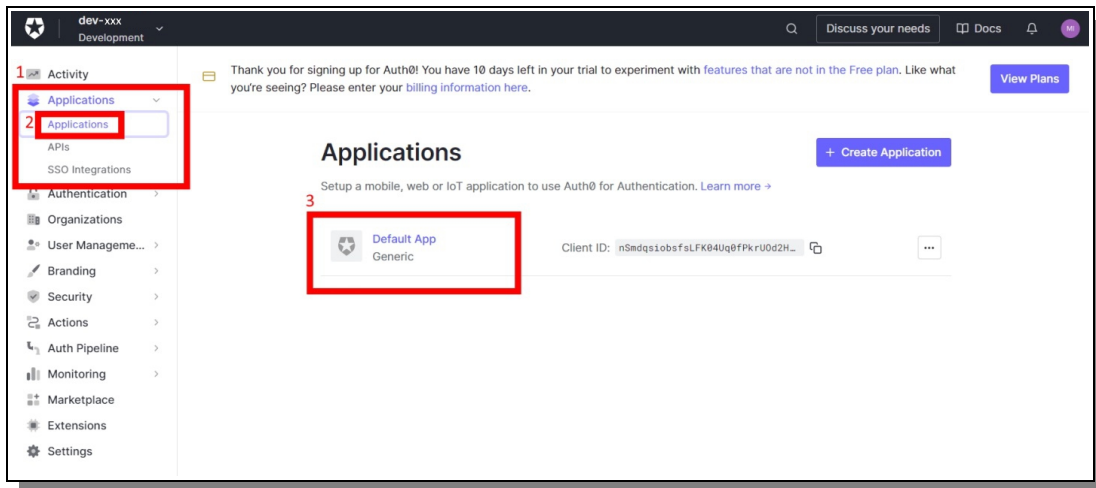 dev-xxx
Development
Discuss your needs
Docs
MI
1
Activity
Applications
2
Applications
APIs
SSO Integrations
Authentication
Organizations
User Manageme...
Branding
Security
Actions
Auth Pipeline
Monitoring
Marketplace
Extensions
Settings
Thank you for signing up for Auth0! You have 10 days left in your trial to experiment with features that are not in the Free plan. Like what
you're seeing? Please enter your billing information here.
View Plans
Applications
+ Create Application
Setup a mobile, web or IoT application to use Auth0 for Authentication. Learn more →
3
Default App
Generic
Client ID: nSmdqsiobsfsLFK04Uq0fPkrUOd2H…